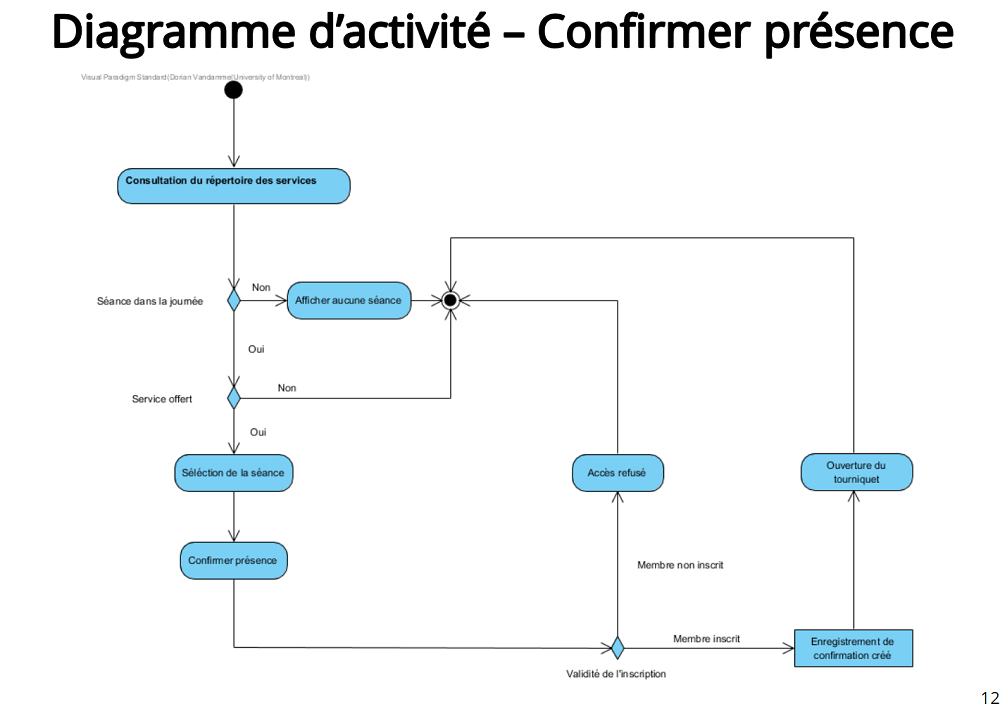 Diagramme d’activité – Confirmer présence
Visual Paradigm Standard(Dorian Vandamme(University of Montreal))
Consultation du répertoire des services
Séance dans la journée
Non
Afficher aucune séance
Oui
Service offert
Non
Oui
Séléction de la séance
Accès refusé
Ouverture du
tourniquet
Confirmer présence
Membre non inscrit
Membre inscrit
Enregistrement de
confirmation créé
Validité de l'inscription
12